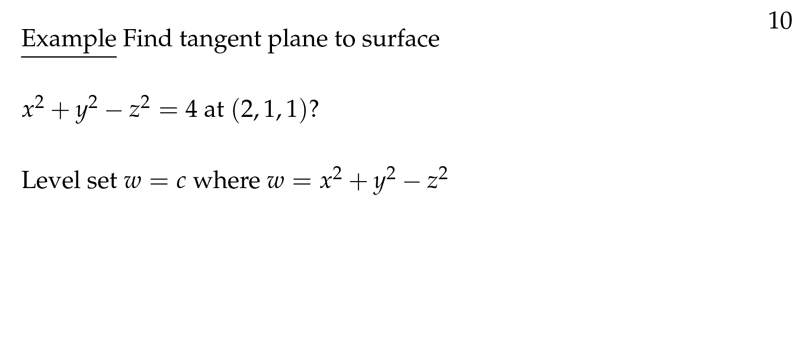 10
Example Find tangent plane to surface
x² + y² − z² = 4 at (2, 1, 1)?
Level set w = c where w = x² + y² − z²